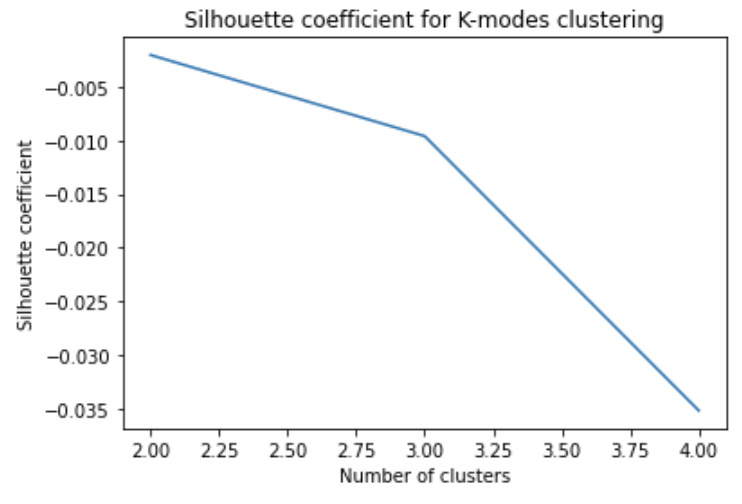 Silhouette coefficient for K-modes clustering
Silhouette coefficient
−0.005
−0.010
−0.015
−0.020
−0.025
−0.030
−0.035
2.00 2.25 2.50 2.75 3.00 3.25 3.50 3.75 4.00
Number of clusters